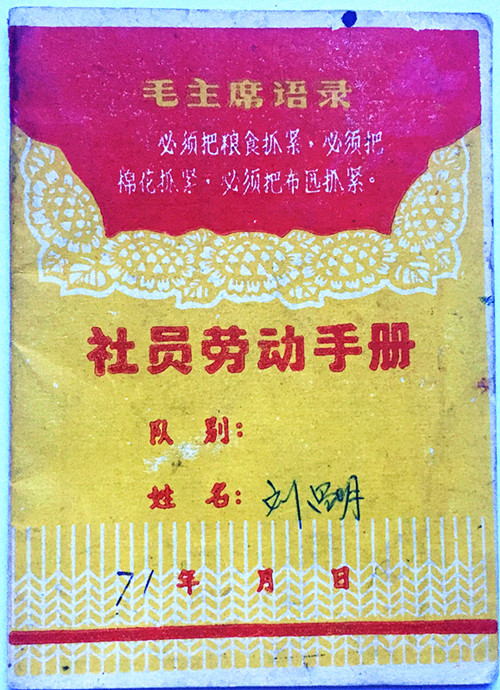 毛主席语录
必须把粮食抓紧，必须把
棉花抓紧，必须把布匹抓紧。
社员劳动手册
队别：
姓名：刘昌明
71年 月 日